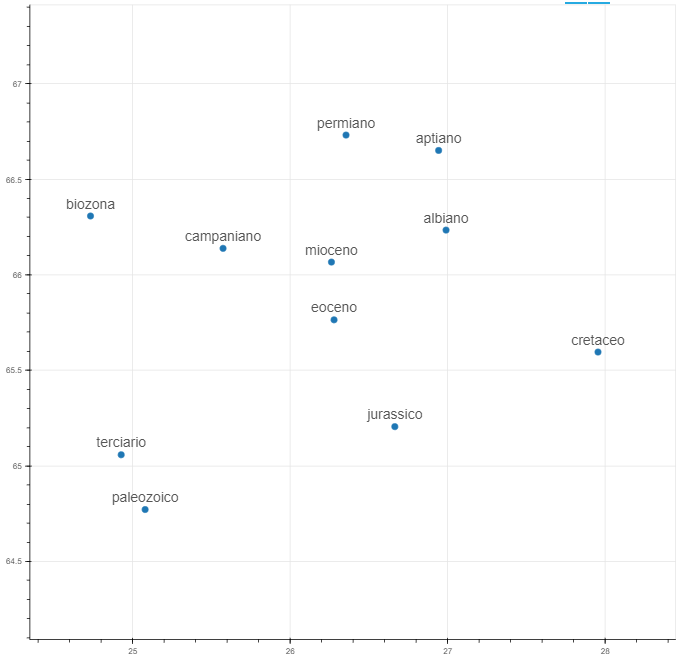 67
permiano
aptiano
66.5
biozona
albiano
campaniano
mioceno
66
eoceno
cretaceo
65.5
jurassico
terciario
65
paleozoico
64.5
25
26
27
28